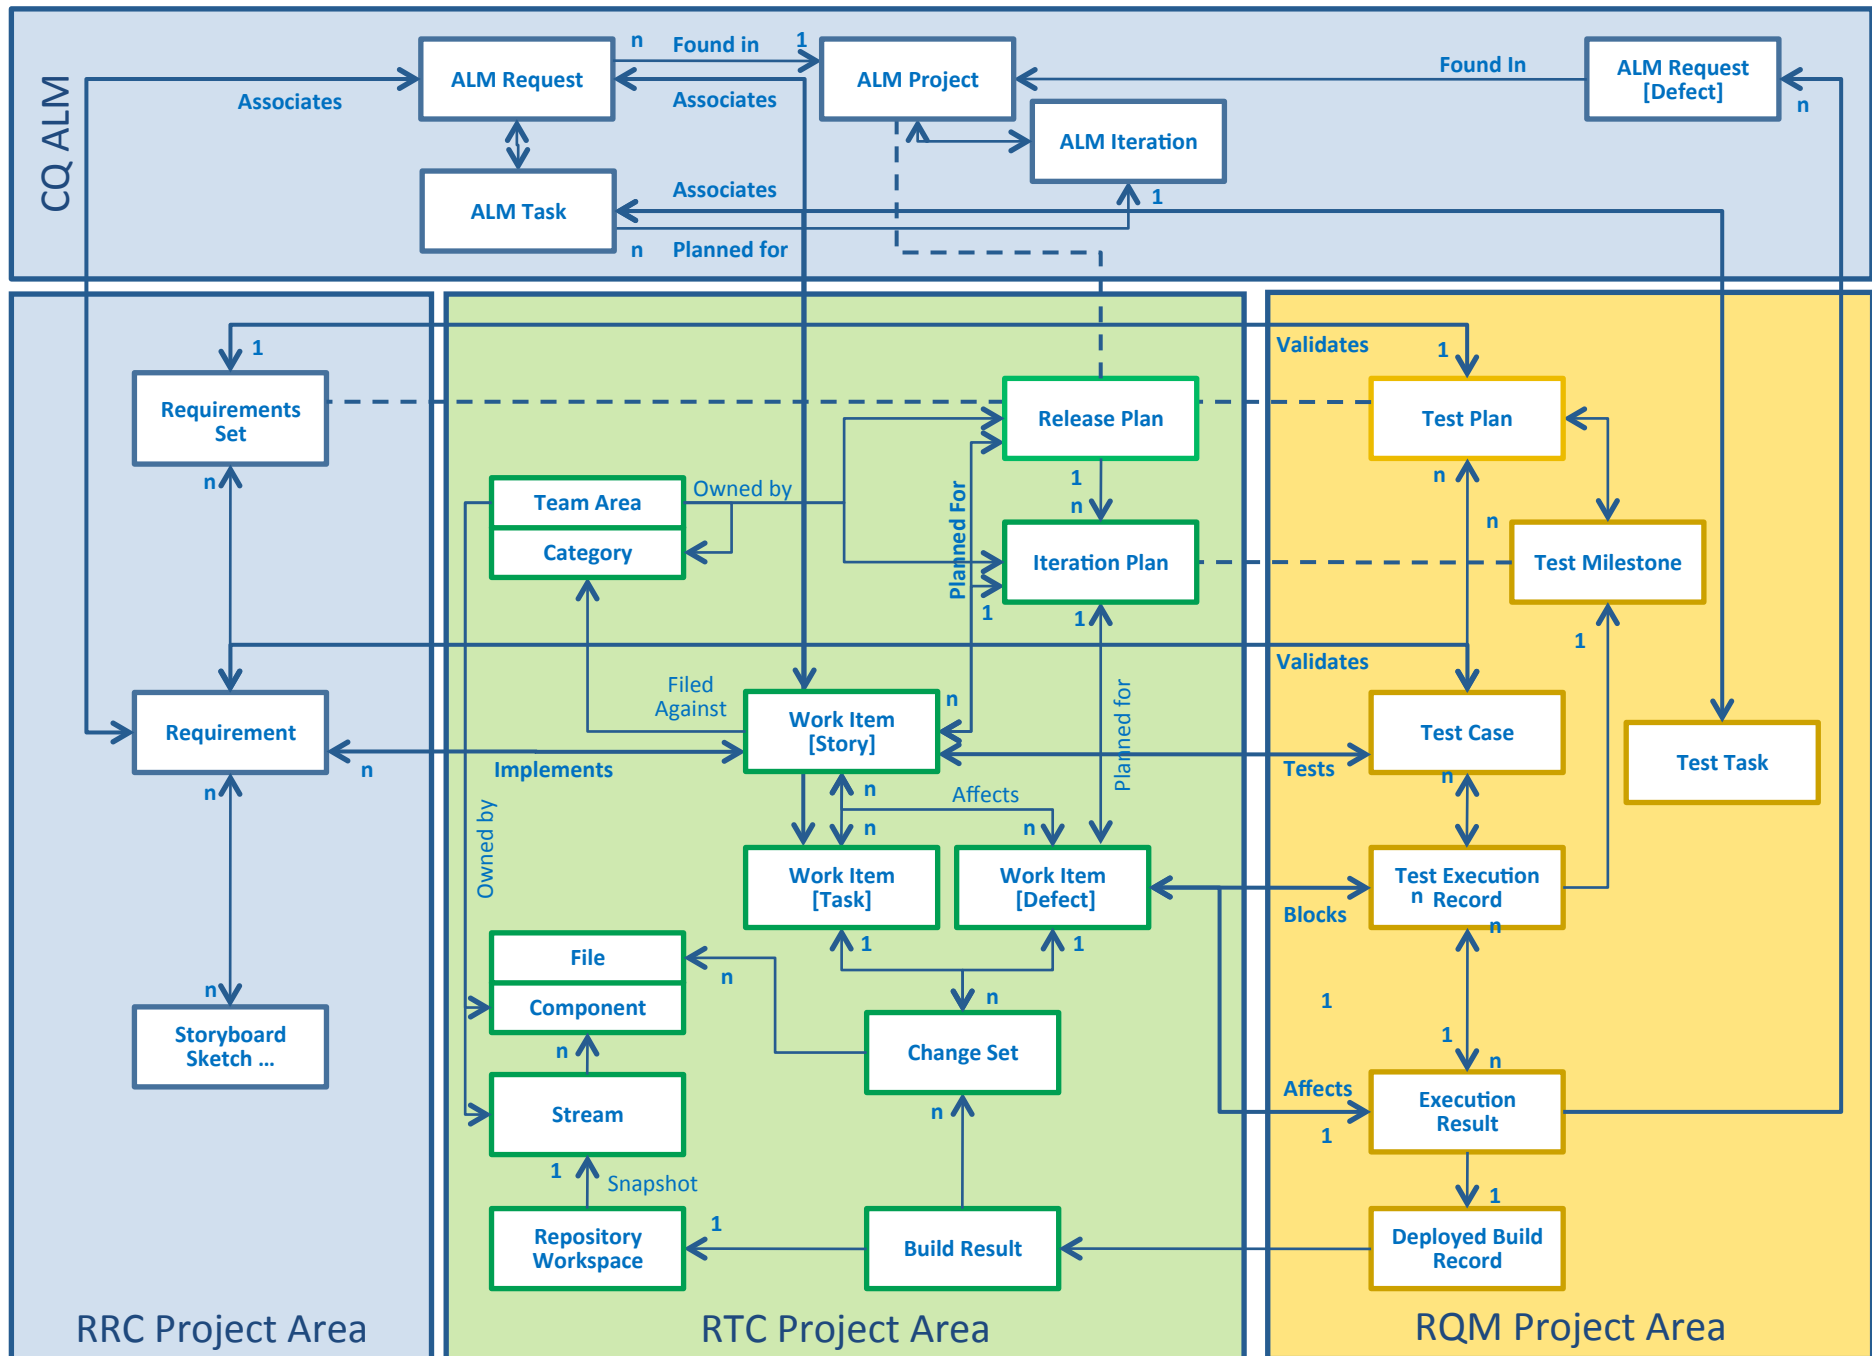 CQ ALM
n
Found in
1
ALM Request
ALM Project
Found In
ALM Request
[Defect]
n
Associates
Associates
ALM Iteration
Associates
1
ALM Task
n
Planned for
1
Validates
1
Requirements
Set
Release Plan
Test Plan
n
1
n
n
n
Owned by
Team Area
Category
Planned For
Iteration Plan
Test Milestone
1
1
1
Validates
Filed
Against
n
Planned for
Requirement
Work Item
[Story]
Test Case
Test Task
n
Implements
Tests
n
n
n
Affects
n
n
Owned by
Work Item
[Task]
Work Item
[Defect]
Test Execution
Record
n
n
Blocks
1
1
File
n
Component
n
n
1
Storyboard
Sketch ...
n
Change Set
1
n
Stream
n
Affects
Execution
Result
1
1
Snapshot
1
Repository
Workspace
1
Build Result
Deployed Build
Record
RRC Project Area
RTC Project Area
RQM Project Area